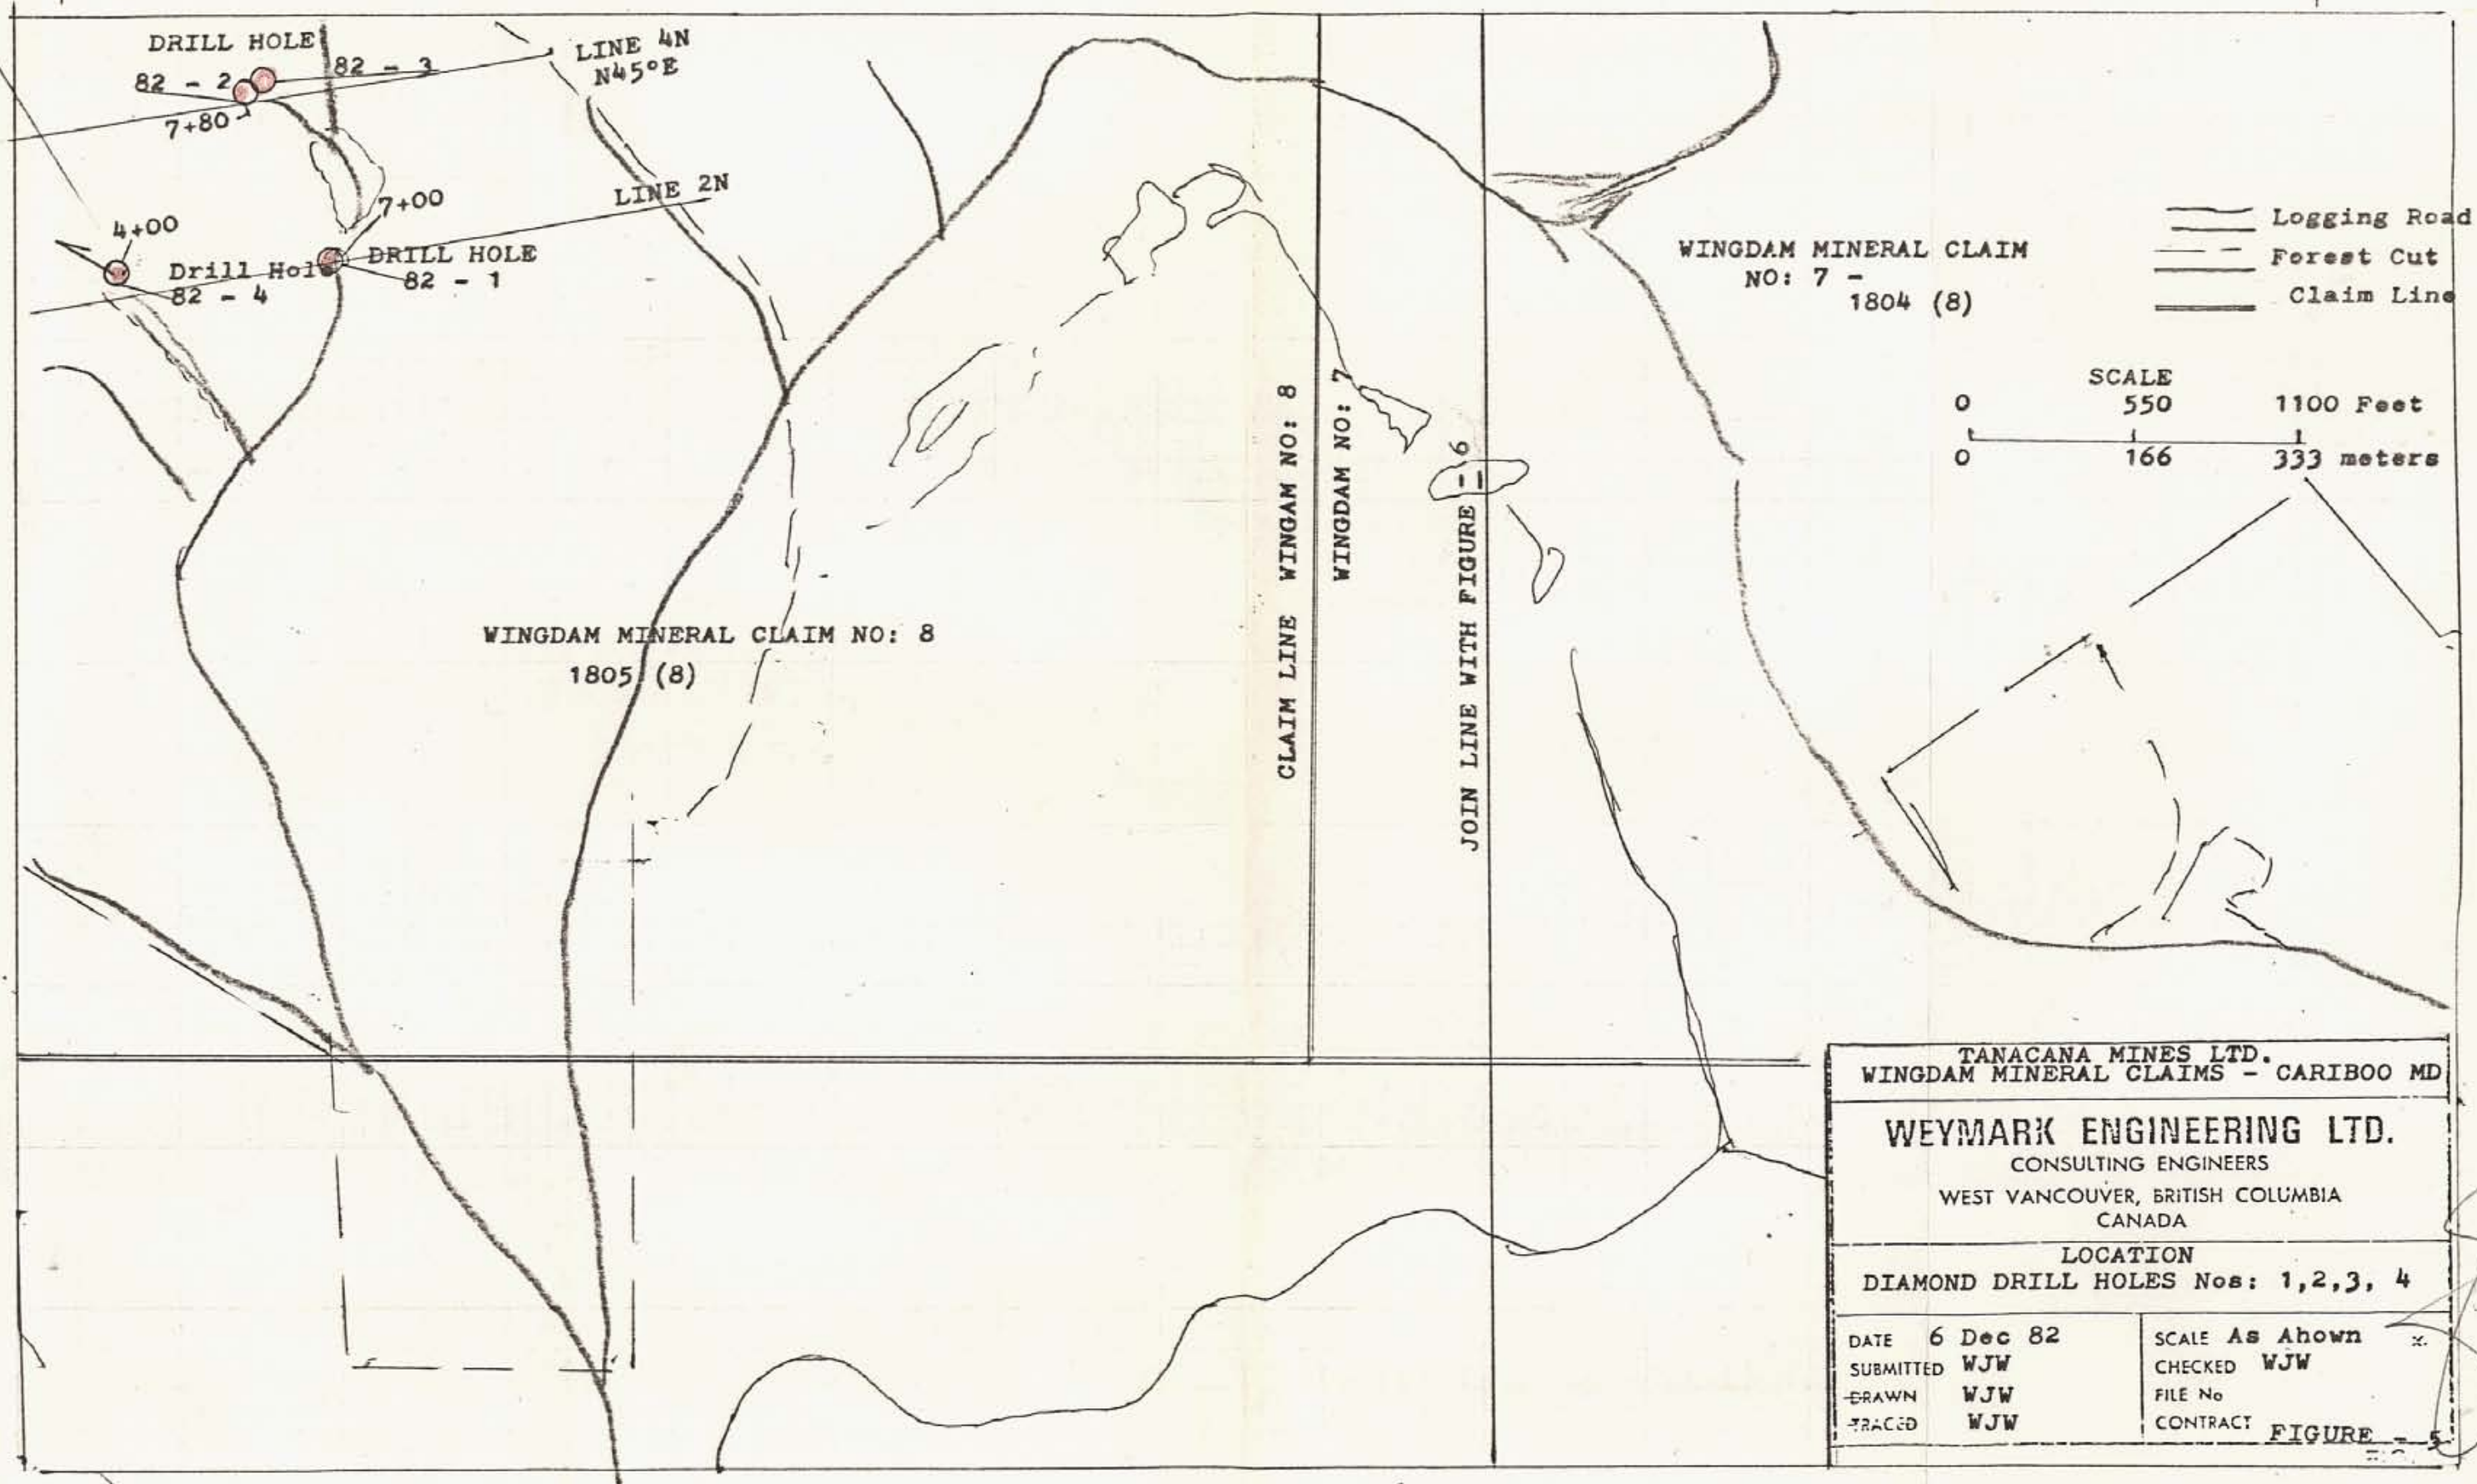 DRILL HOLE
82 - 3
82 - 2
7+80
LINE 4N
N45°E
7+00
LINE 2N
4+00
DRILL HOLE
82 - 1
Drill Hole
82 - 4
WINGDAM MINERAL CLAIM
NO: 7 -
1804 (8)
Logging Road
Forest Cut
Claim Line
SCALE
0 550 1100 Feet
0 166 333 meters
CLAIM LINE WINGAM NO: 8
WINGDAM NO: 7
JOIN LINE WITH FIGURE - 6
WINGDAM MINERAL CLAIM NO: 8
1805 (8)
TANACANA MINES LTD.
WINGDAM MINERAL CLAIMS - CARIBOO MD
WEYMARK ENGINEERING LTD.
CONSULTING ENGINEERS
WEST VANCOUVER, BRITISH COLUMBIA
CANADA
LOCATION
DIAMOND DRILL HOLES Nos: 1,2,3, 4
DATE 6 Dec 82
SUBMITTED WJW
DRAWN WJW
TRACED WJW
SCALE As Ahown
CHECKED WJW
FILE No
CONTRACT
FIGURE - 5